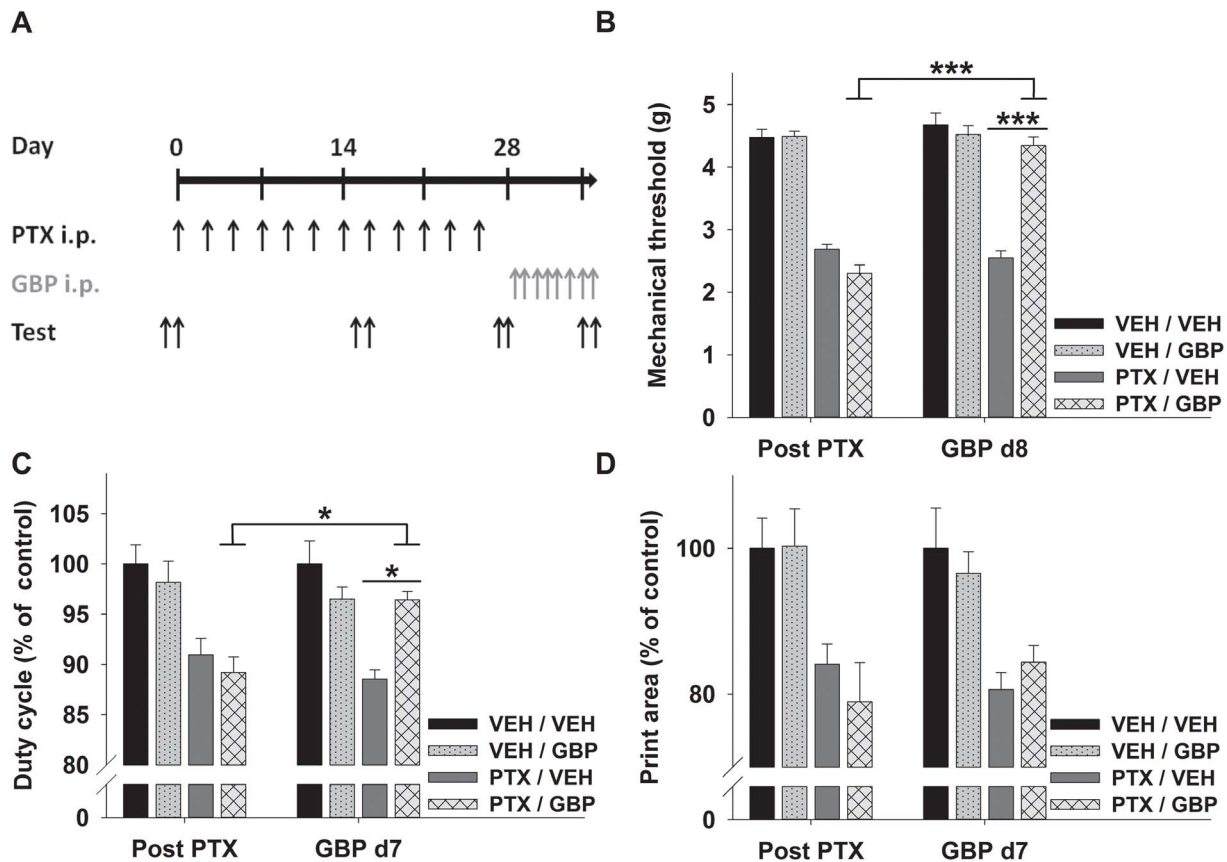 A
Day 0 14 28
PTX i.p.
GBP i.p.
Test
B
Mechanical threshold (g)
5
4
3
2
1
0
***
***
Post PTX GBP d8
VEH / VEH
VEH / GBP
PTX / VEH
PTX / GBP
C
Duty cycle (% of control)
105
100
95
90
85
80
0
*
*
Post PTX GBP d7
VEH / VEH
VEH / GBP
PTX / VEH
PTX / GBP
D
Print area (% of control)
100
80
0
Post PTX GBP d7
VEH / VEH
VEH / GBP
PTX / VEH
PTX / GBP